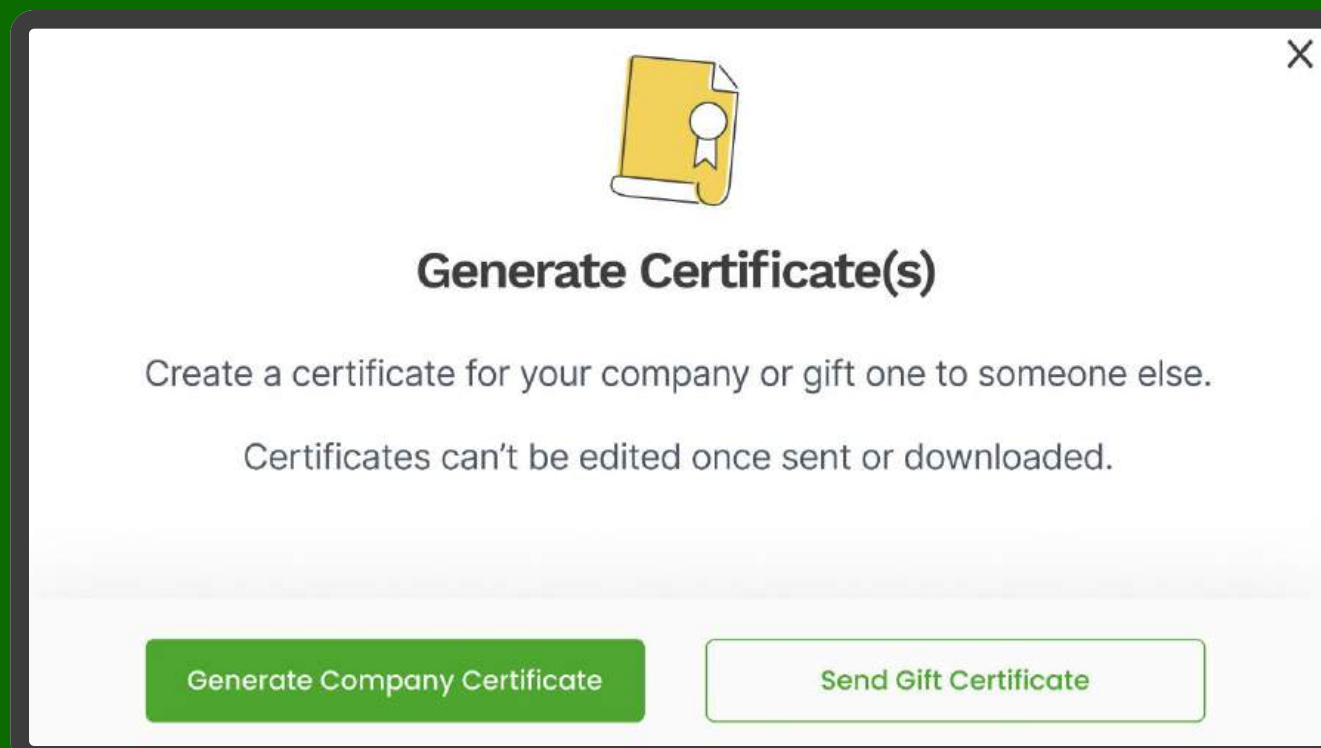 Generate Certificate(s)
Create a certificate for your company or gift one to someone else.
Certificates can’t be edited once sent or downloaded.
Generate Company Certificate
Send Gift Certificate